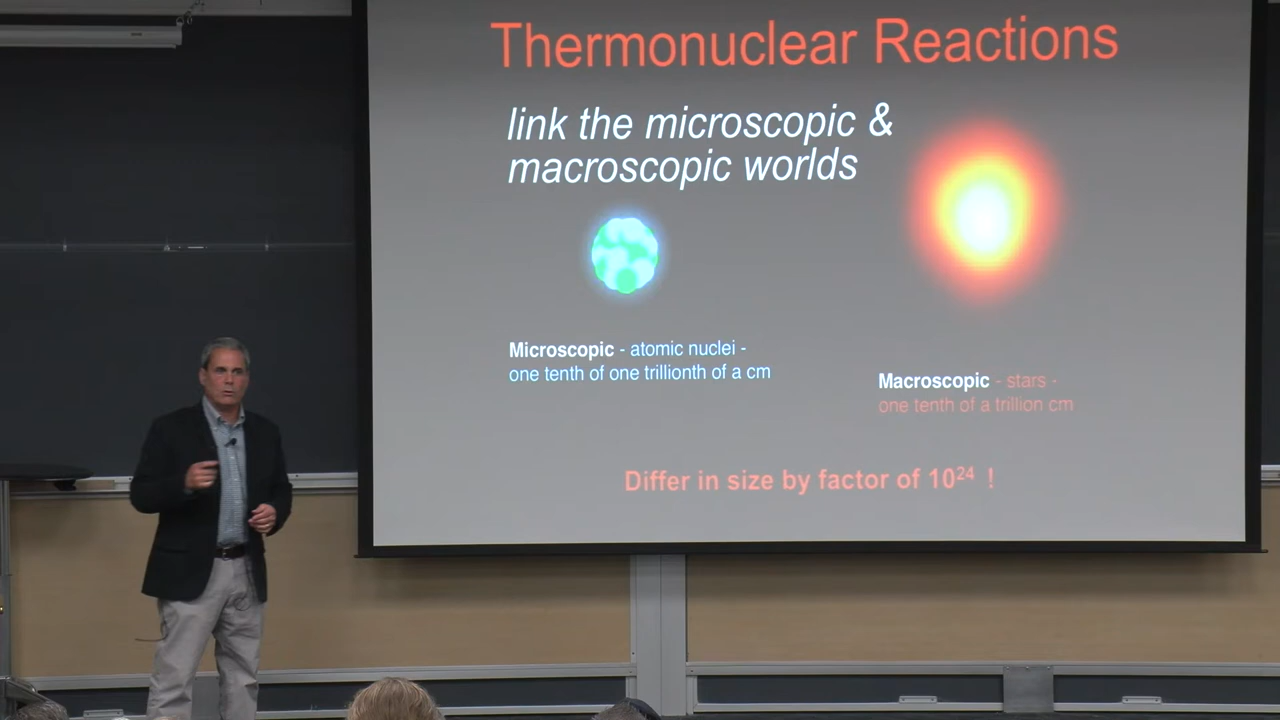 Thermonuclear Reactions
link the microscopic &
macroscopic worlds
Microscopic - atomic nuclei -
one tenth of one trillionth of a cm
Macroscopic - stars -
one tenth of a trillion cm
Differ in size by factor of 10²⁴ !